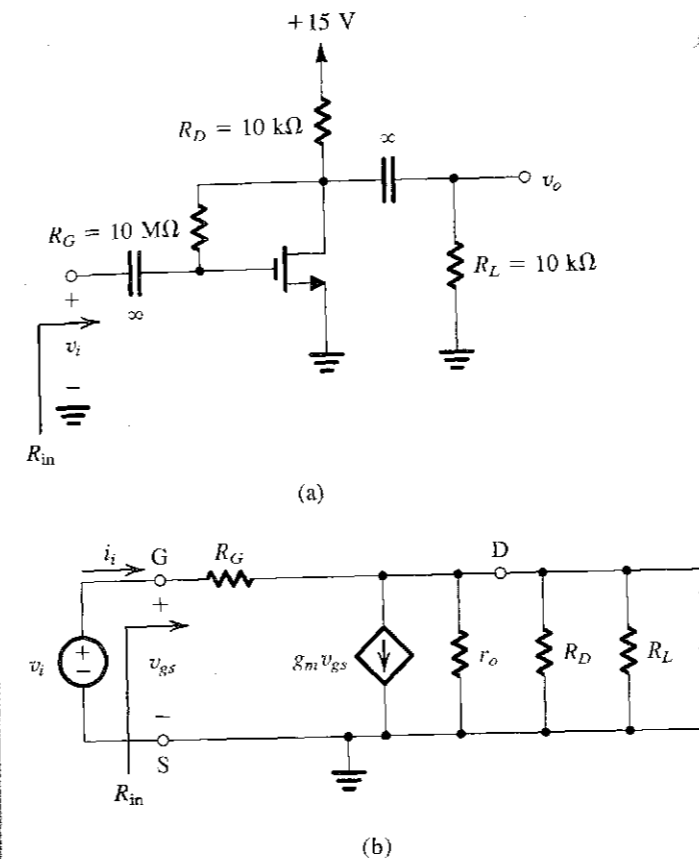 +15 V
R_D = 10 kΩ
∞
v_o
R_G = 10 MΩ
R_L = 10 kΩ
+
∞
v_i
−
R_in
(a)
i_i
G
R_G
D
+
+
−
v_i
v_gs
g_m v_gs
r_o
R_D
R_L
−
S
R_in
(b)